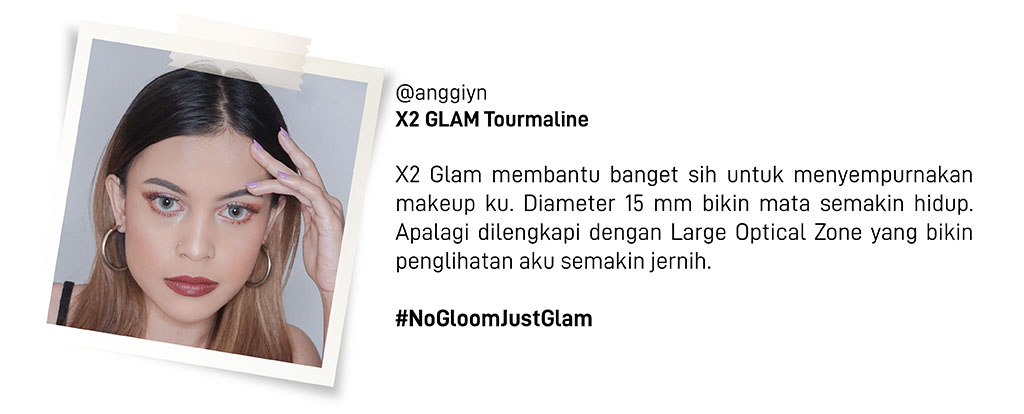 @anggiyn
X2 GLAM Tourmaline
X2 Glam membantu banget sih untuk menyempurnakan
makeup ku. Diameter 15 mm bikin mata semakin hidup.
Apalagi dilengkapi dengan Large Optical Zone yang bikin
penglihatan aku semakin jernih.
#NoGloomJustGlam